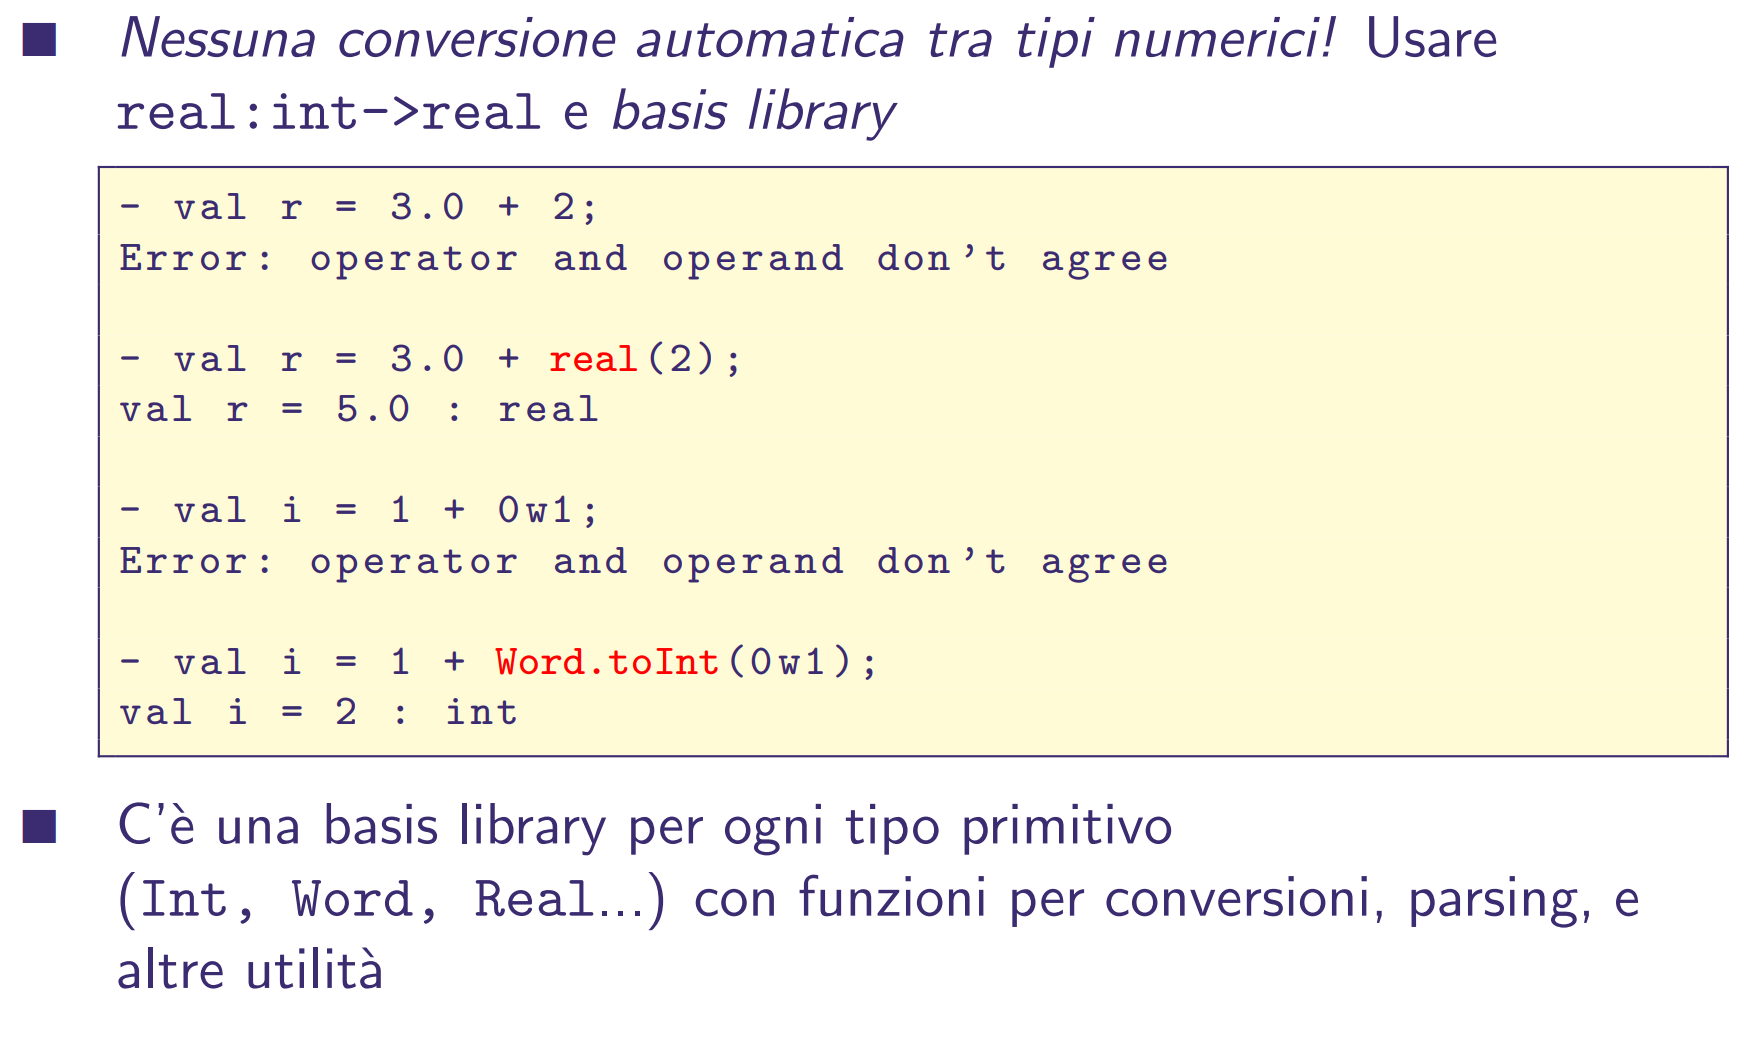 Nessuna conversione automatica tra tipi numerici! Usare
real:int->real e basis library
- val r = 3.0 + 2;
Error: operator and operand don't agree
- val r = 3.0 + real(2);
val r = 5.0 : real
- val i = 1 + 0w1;
Error: operator and operand don't agree
- val i = 1 + Word.toInt(0w1);
val i = 2 : int
C'è una basis library per ogni tipo primitivo
(Int, Word, Real...) con funzioni per conversioni, parsing, e
altre utilità